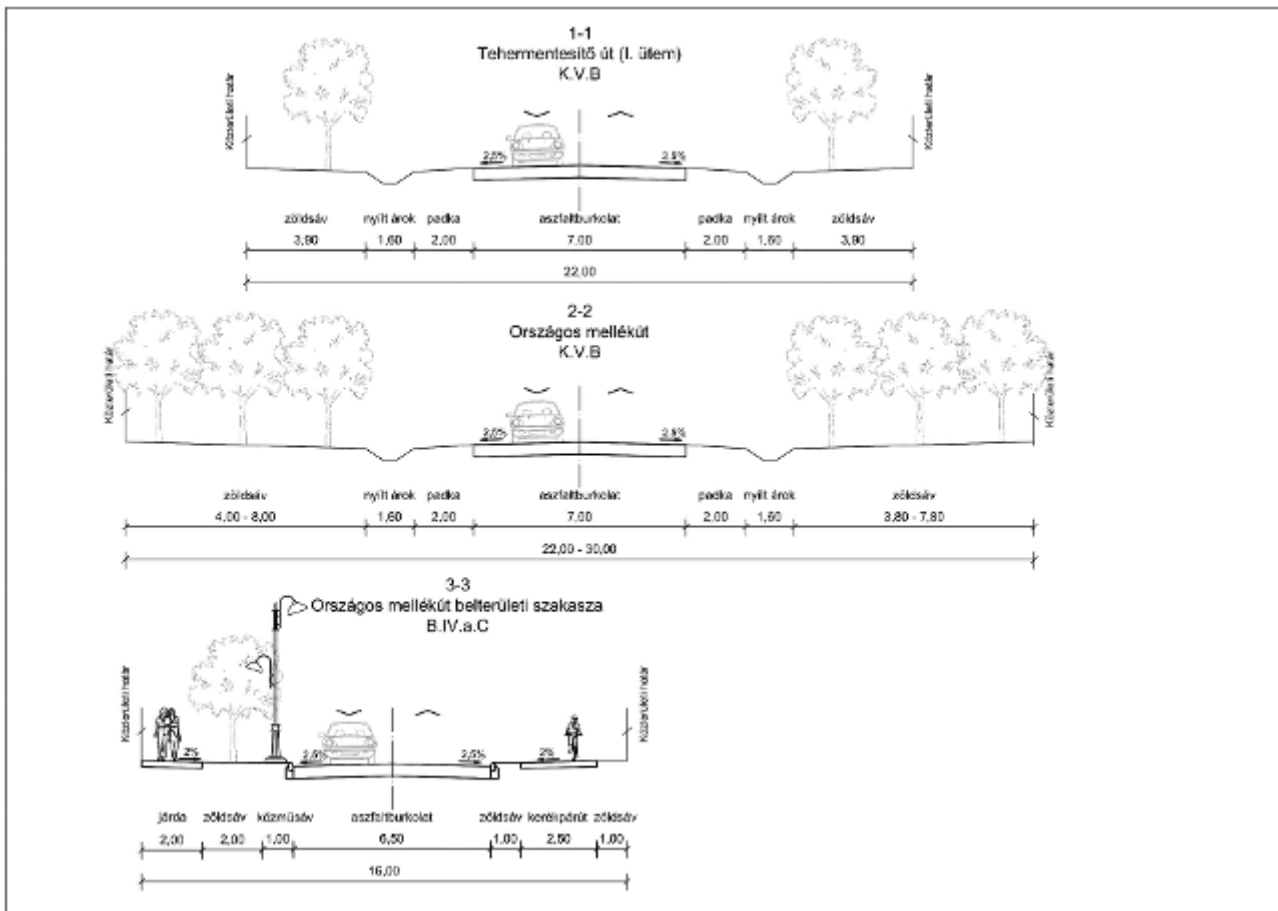 1-1
Tehermentesítő út (I. ütem)
K.V.B
Közterületi határ
Közterületi határ
2,5%
2,5%
zöldsáv nyílt árok padka aszfaltburkolat padka nyílt árok zöldsáv
3,80 1,60 2,00 7,00 2,00 1,60 3,80
22,00
2-2
Országos mellékút
K.V.B
Közterületi határ
Közterületi határ
2,5%
2,5%
zöldsáv nyílt árok padka aszfaltburkolat padka nyílt árok zöldsáv
4,00 - 8,00 1,60 2,00 7,00 2,00 1,60 3,80 - 7,80
22,00 - 30,00
3-3
Országos mellékút belterületi szakasza
B.IV.a.C
Közterületi határ
Közterületi határ
2%
2,5%
2,5%
2%
járda zöldsáv közműsáv aszfaltburkolat zöldsáv kerékpárút zöldsáv
2,00 2,00 1,00 6,50 1,00 2,50 1,00
16,00